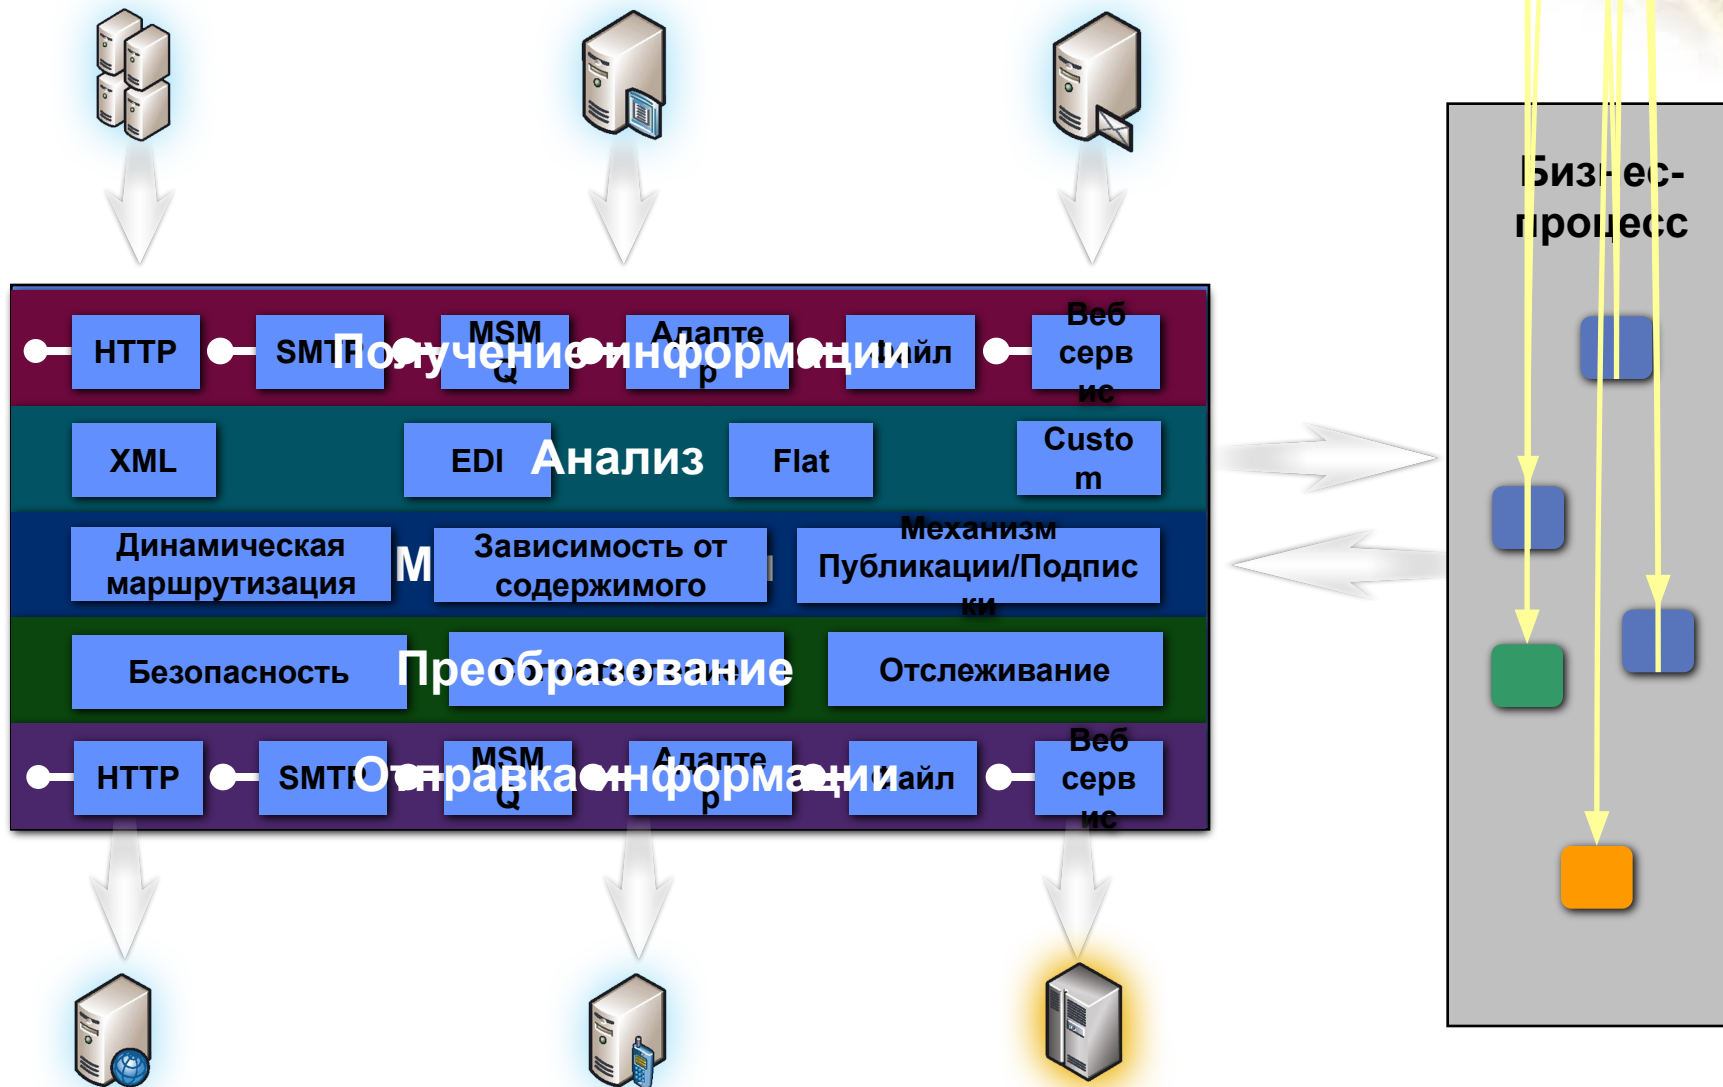 Бизнес-
процесс
Получение информации
HTTP
SMTP
MSM
Q
Адапте
р
Файл
Веб
серв
ис
Анализ
XML
EDI
Flat
Custo
m
Динамическая
маршрутизация
Зависимость от
содержимого
Механизм
Публикации/Подпис
ки
Преобразование
Безопасность
Отслеживание
Отправка информации
HTTP
SMTP
MSM
Q
Адапте
р
Файл
Веб
серв
ис